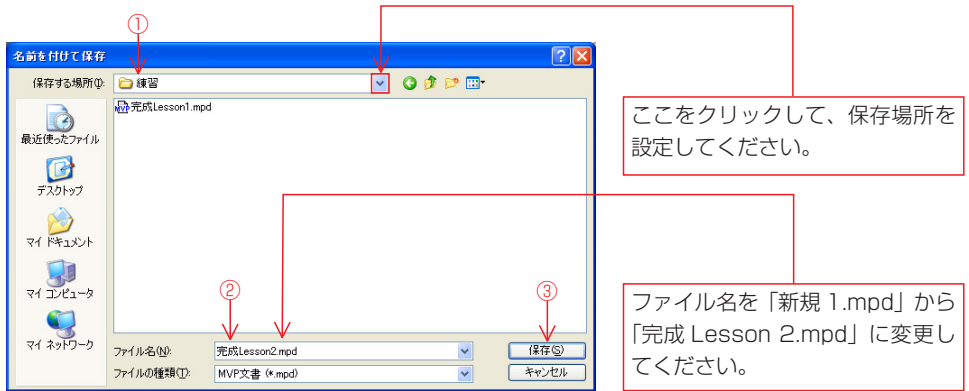 ①
名前を付けて保存
保存する場所(I):
練習
完成Lesson1.mpd
最近使ったファイル
デスクトップ
マイ ドキュメント
マイ コンピュータ
マイ ネットワーク
ここをクリックして、保存場所を
設定してください。
②
③
ファイル名(N):
完成Lesson2.mpd
保存(S)
ファイルの種類(T):
MVP文書 (*.mpd)
キャンセル
ファイル名を「新規 1.mpd」から
「完成 Lesson 2.mpd」に変更し
てください。